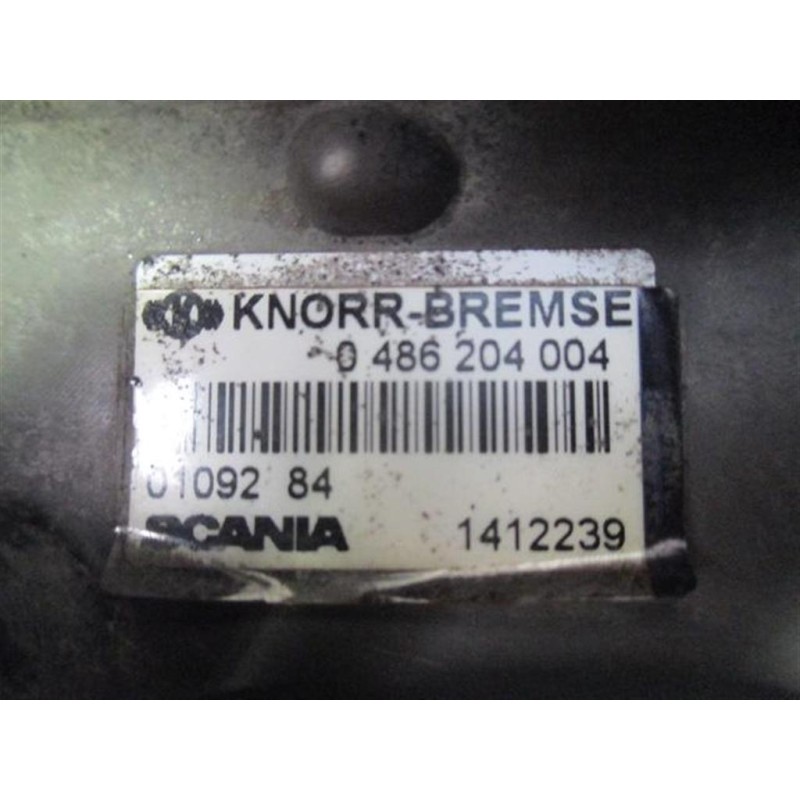 KNORR-BREMSE
0 486 204 004
01092 84
SCANIA 1412239